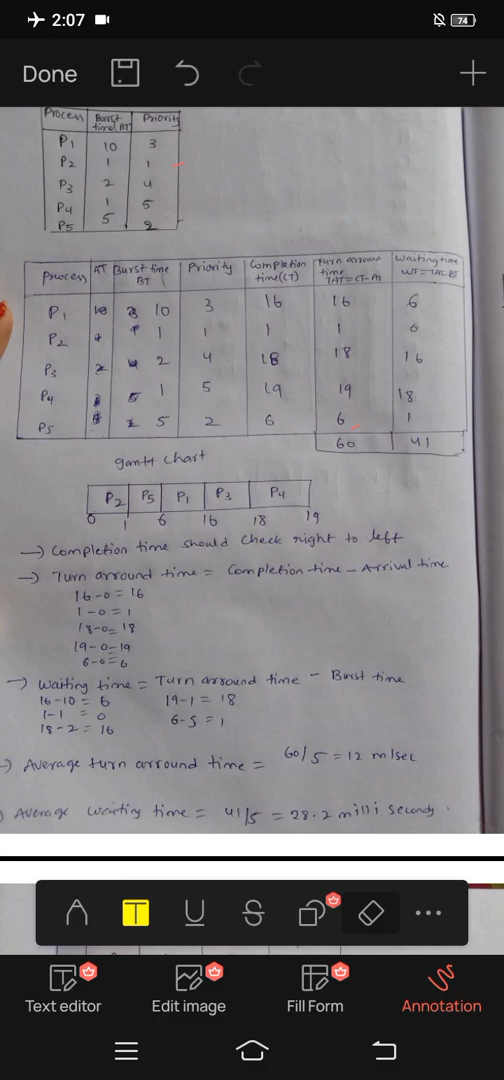 2:07
74
Done
Process Burst time(BT) Priority
P1 10 3
P2 1 1
P3 2 4
P4 1 5
P5 5 2
Process AT Burst time BT Priority Completion time(CT) Turn arround time TAT=CT-At Waiting time WT=TAT-BT
P1 10 3 16 16 6
P2 1 1 1 1 0
P3 2 4 18 18 16
P4 1 5 19 19 18
P5 5 2 6 6 1
60 41
gantt chart
P2 P5 P1 P3 P4
0 1 6 16 18 19
→ Completion time should check right to left
→ Turn arround time = Completion time - Arrival time
16-0=16
1-0=1
18-0=18
19-0-19
6-0=6
→ Waiting time = Turn arround time - Burst time
16-10=6 19-1=18
1-1=0 6-5=1
18-2=16
→ Average turn arround time = 60/5=12 m/sec
Average waiting time = 41/5=28.2 milli seconds.
T U S
Text editor Edit image Fill Form Annotation